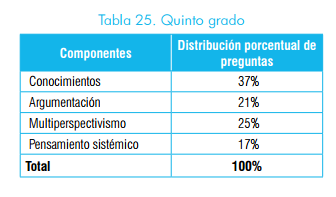 Tabla 25. Quinto grado
Componentes
Distribución porcentual de
preguntas
Conocimientos 37%
Argumentación 21%
Multiperspectivismo 25%
Pensamiento sistémico 17%
Total 100%